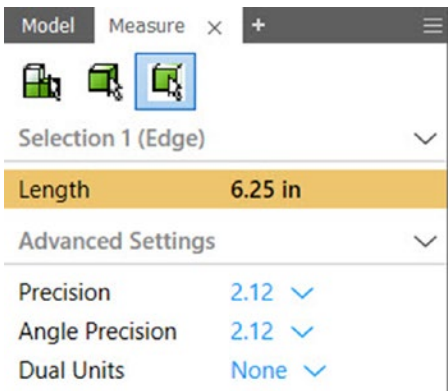 Model Measure × +
Selection 1 (Edge)
Length 6.25 in
Advanced Settings
Precision 2.12
Angle Precision 2.12
Dual Units None